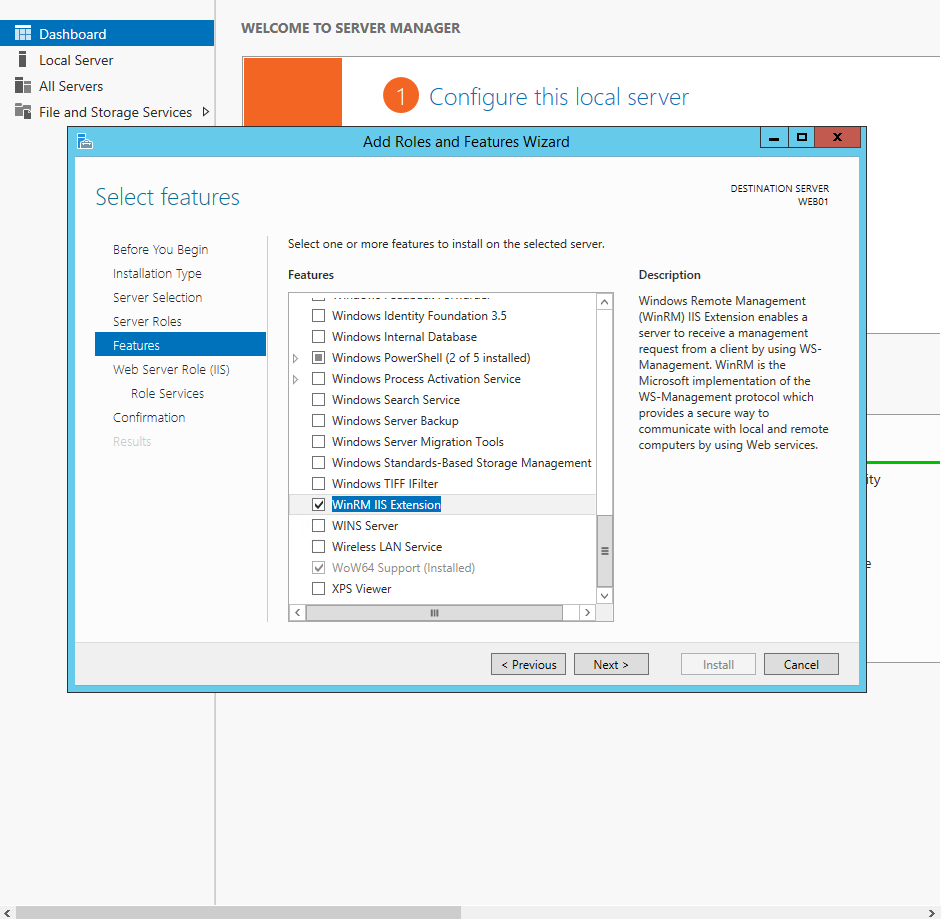 Dashboard
Local Server
All Servers
File and Storage Services
WELCOME TO SERVER MANAGER
1 Configure this local server
Add Roles and Features Wizard
Select features
DESTINATION SERVER
WEB01
Before You Begin
Installation Type
Server Selection
Server Roles
Features
Web Server Role (IIS)
Role Services
Confirmation
Results
Select one or more features to install on the selected server.
Features
Windows Identity Foundation 3.5
Windows Internal Database
Windows PowerShell (2 of 5 installed)
Windows Process Activation Service
Windows Search Service
Windows Server Backup
Windows Server Migration Tools
Windows Standards-Based Storage Management
Windows TIFF IFilter
WinRM IIS Extension
WINS Server
Wireless LAN Service
WoW64 Support (Installed)
XPS Viewer
Description
Windows Remote Management
(WinRM) IIS Extension enables a
server to receive a management
request from a client by using WS-
Management. WinRM is the
Microsoft implementation of the
WS-Management protocol which
provides a secure way to
communicate with local and remote
computers by using Web services.
ity
e
< Previous
Next >
Install
Cancel